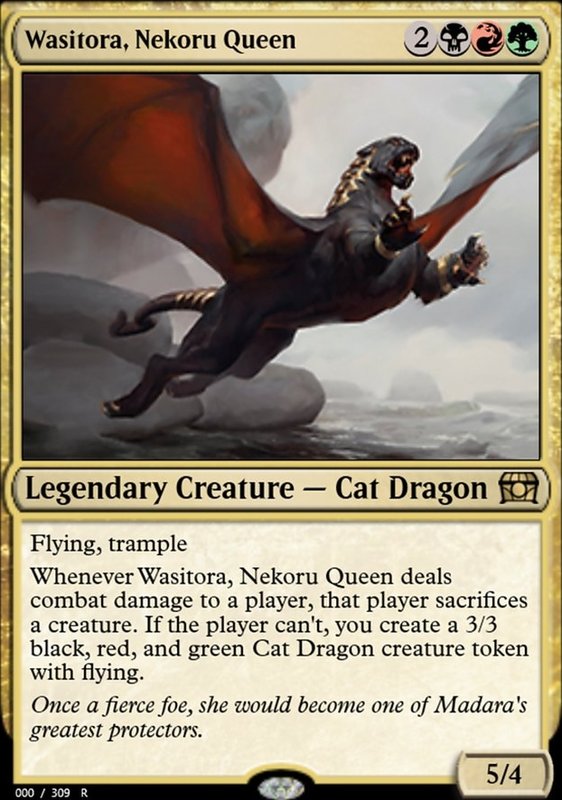 Wasitora, Nekoru Queen 2
Legendary Creature — Cat Dragon
Flying, trample
Whenever Wasitora, Nekoru Queen deals
combat damage to a player, that player sacrifices
a creature. If the player can't, you create a 3/3
black, red, and green Cat Dragon creature token
with flying.
Once a fierce foe, she would become one of Madara's
greatest protectors.
5/4
000 / 309 R